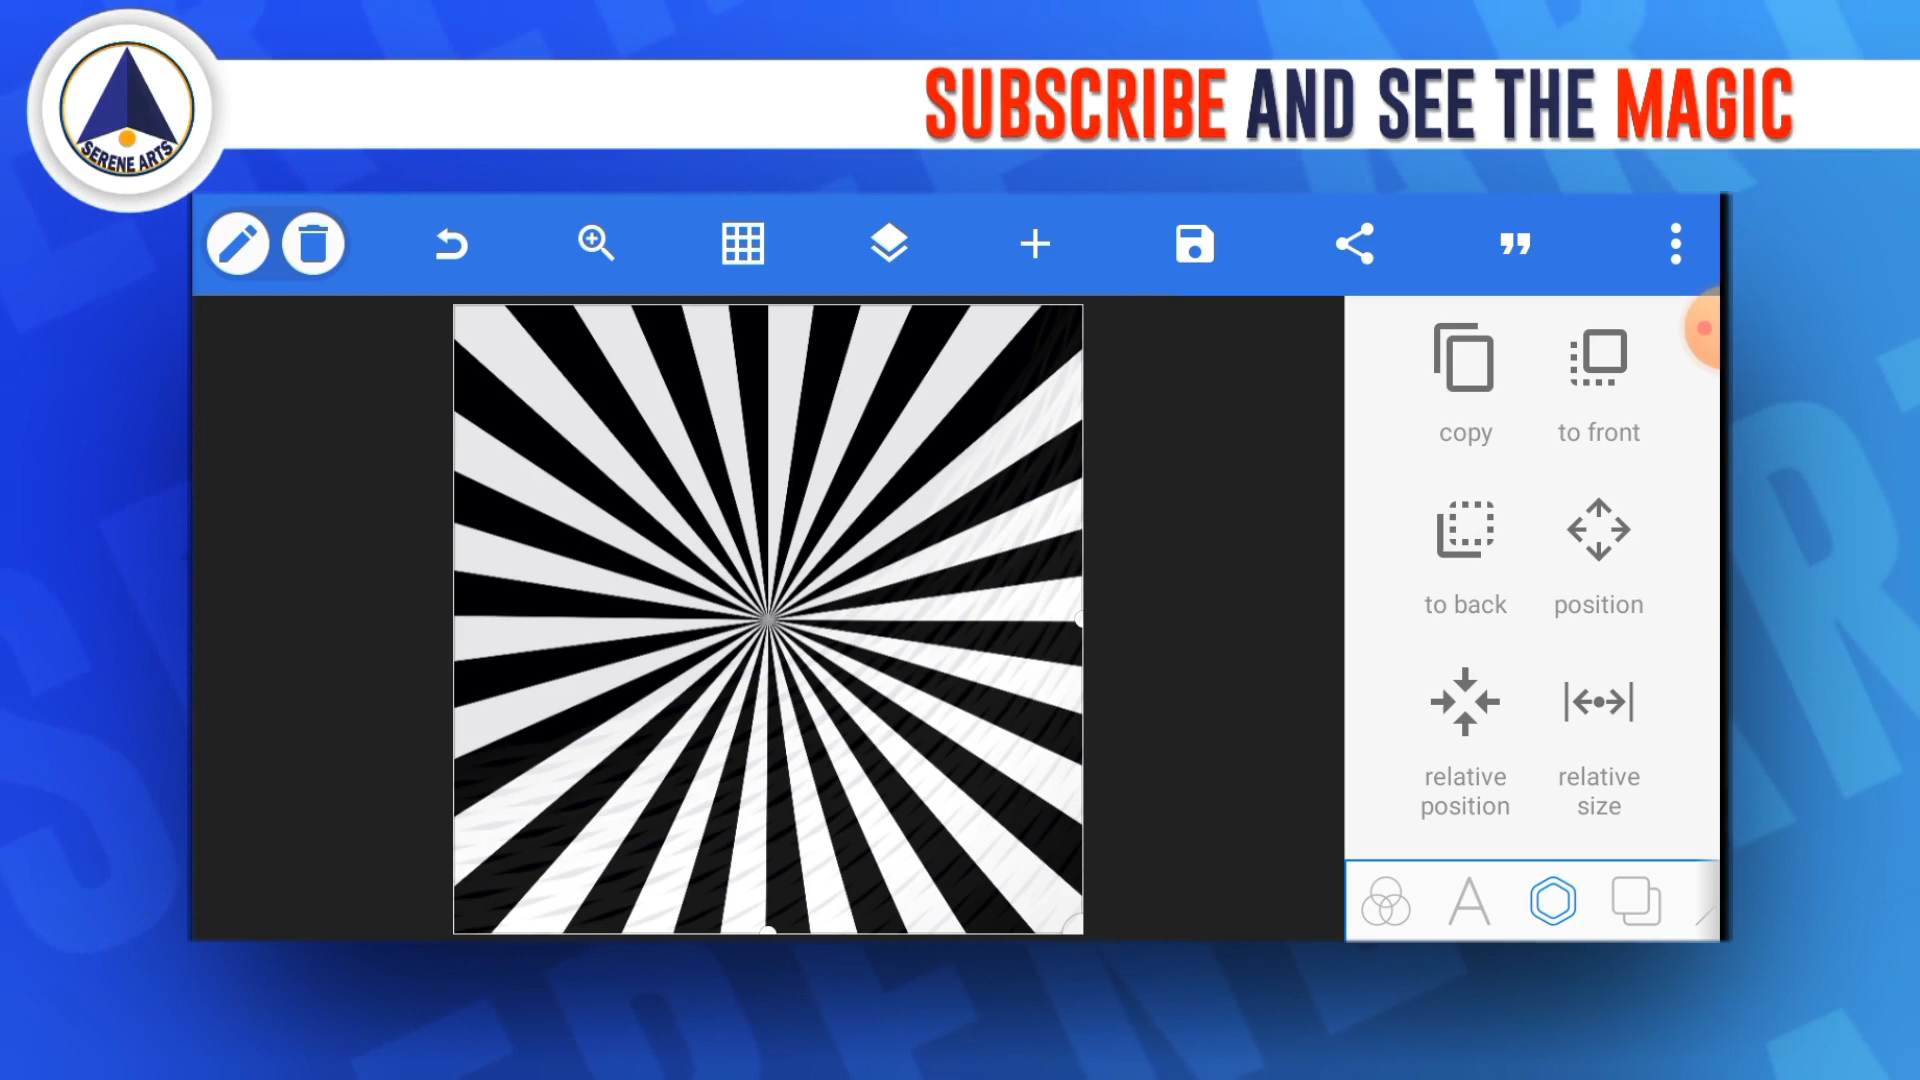 SUBSCRIBE AND SEE THE MAGIC
SERENE ARTS
copy
to front
to back
position
relative
position
relative
size